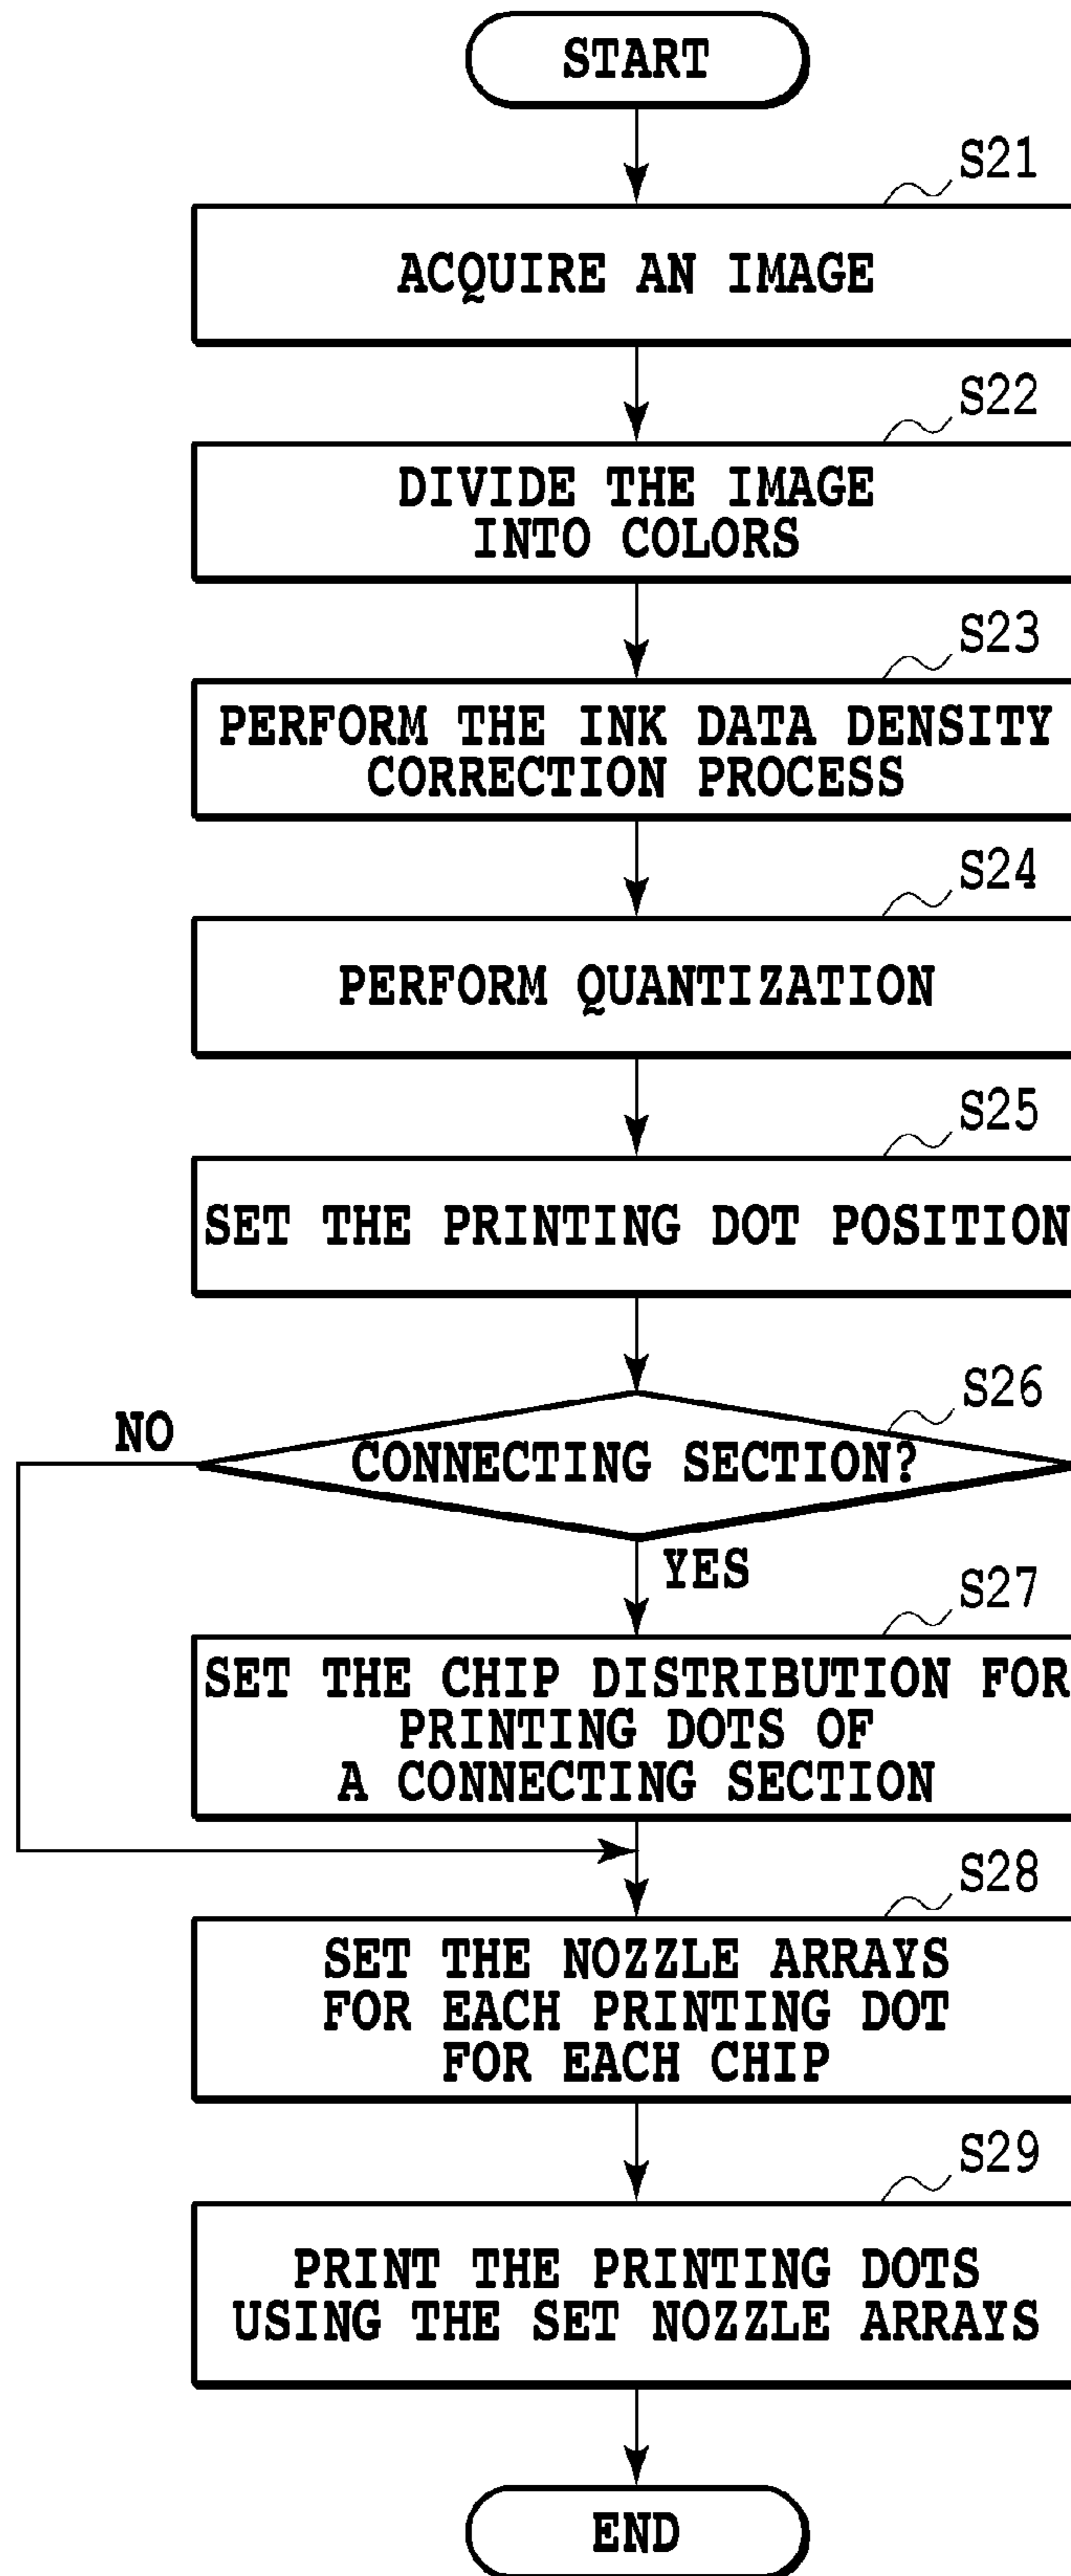 START
S21
ACQUIRE AN IMAGE
S22
DIVIDE THE IMAGE
INTO COLORS
S23
PERFORM THE INK DATA DENSITY
CORRECTION PROCESS
S24
PERFORM QUANTIZATION
S25
SET THE PRINTING DOT POSITION
S26
NO
CONNECTING SECTION?
YES
S27
SET THE CHIP DISTRIBUTION FOR
PRINTING DOTS OF
A CONNECTING SECTION
S28
SET THE NOZZLE ARRAYS
FOR EACH PRINTING DOT
FOR EACH CHIP
S29
PRINT THE PRINTING DOTS
USING THE SET NOZZLE ARRAYS
END